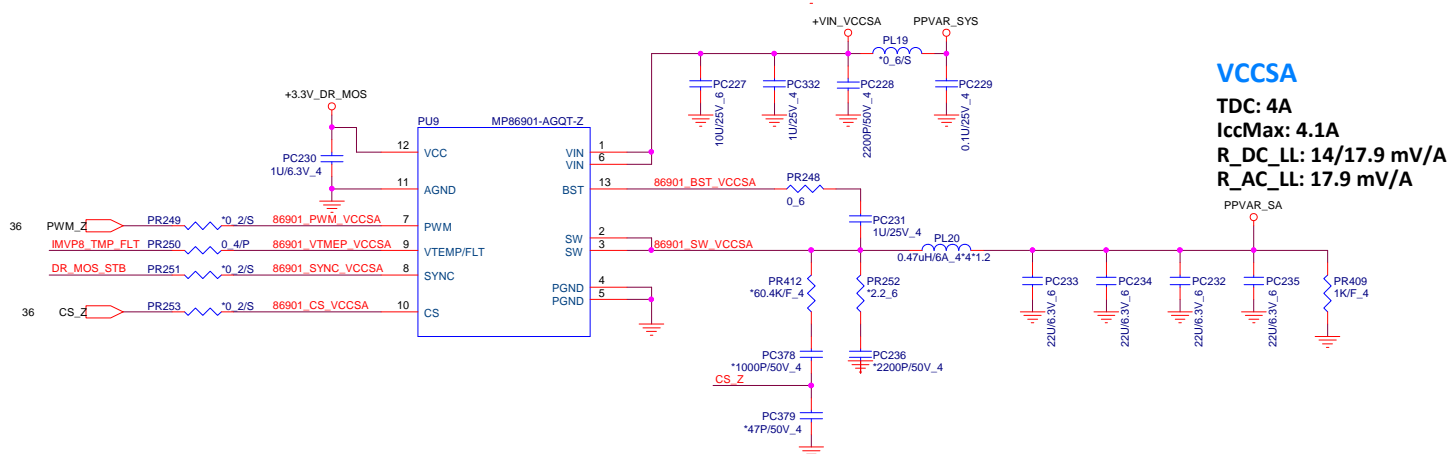 +VIN_VCCSA
PPVAR_SYS
PL19
*0_6/S
PC227
10U/25V_6
PC332
1U/25V_4
PC228
2200P/50V_4
PC229
0.1U/25V_4
VCCSA
TDC: 4A
IccMax: 4.1A
R_DC_LL: 14/17.9 mV/A
R_AC_LL: 17.9 mV/A
+3.3V_DR_MOS
PC230
1U/6.3V_4
PU9
MP86901-AGQT-Z
12
VCC
11
AGND
7
PWM
9
VTEMP/FLT
8
SYNC
10
CS
VIN
1
VIN
6
BST
13
SW
2
SW
3
PGND
4
PGND
5
36
PWM_Z
PR249
*0_2/S
86901_PWM_VCCSA
IMVP8_TMP_FLT
PR250
0_4/P
86901_VTMEP_VCCSA
DR_MOS_STB
PR251
*0_2/S
86901_SYNC_VCCSA
36
CS_Z
PR253
*0_2/S
86901_CS_VCCSA
86901_BST_VCCSA
PR248
0_6
PC231
1U/25V_4
86901_SW_VCCSA
PL20
0.47uH/6A_4*4*1.2
PPVAR_SA
PR412
*60.4K/F_4
PR252
*2.2_6
PC378
*1000P/50V_4
PC236
*2200P/50V_4
CS_Z
PC379
*47P/50V_4
PC233
22U/6.3V_6
PC234
22U/6.3V_6
PC232
22U/6.3V_6
PC235
22U/6.3V_6
PR409
1K/F_4